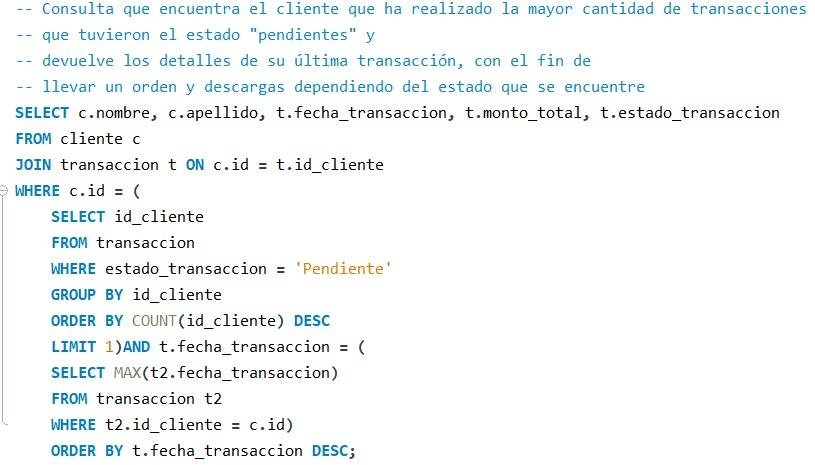 -- Consulta que encuentra el cliente que ha realizado la mayor cantidad de transacciones
-- que tuvieron el estado "pendientes" y
-- devuelve los detalles de su última transacción, con el fin de
-- llevar un orden y descargas dependiendo del estado que se encuentre
SELECT c.nombre, c.apellido, t.fecha_transaccion, t.monto_total, t.estado_transaccion
FROM cliente c
JOIN transaccion t ON c.id = t.id_cliente
WHERE c.id = (
    SELECT id_cliente
    FROM transaccion
    WHERE estado_transaccion = 'Pendiente'
    GROUP BY id_cliente
    ORDER BY COUNT(id_cliente) DESC
    LIMIT 1)AND t.fecha_transaccion = (
    SELECT MAX(t2.fecha_transaccion)
    FROM transaccion t2
    WHERE t2.id_cliente = c.id)
    ORDER BY t.fecha_transaccion DESC;